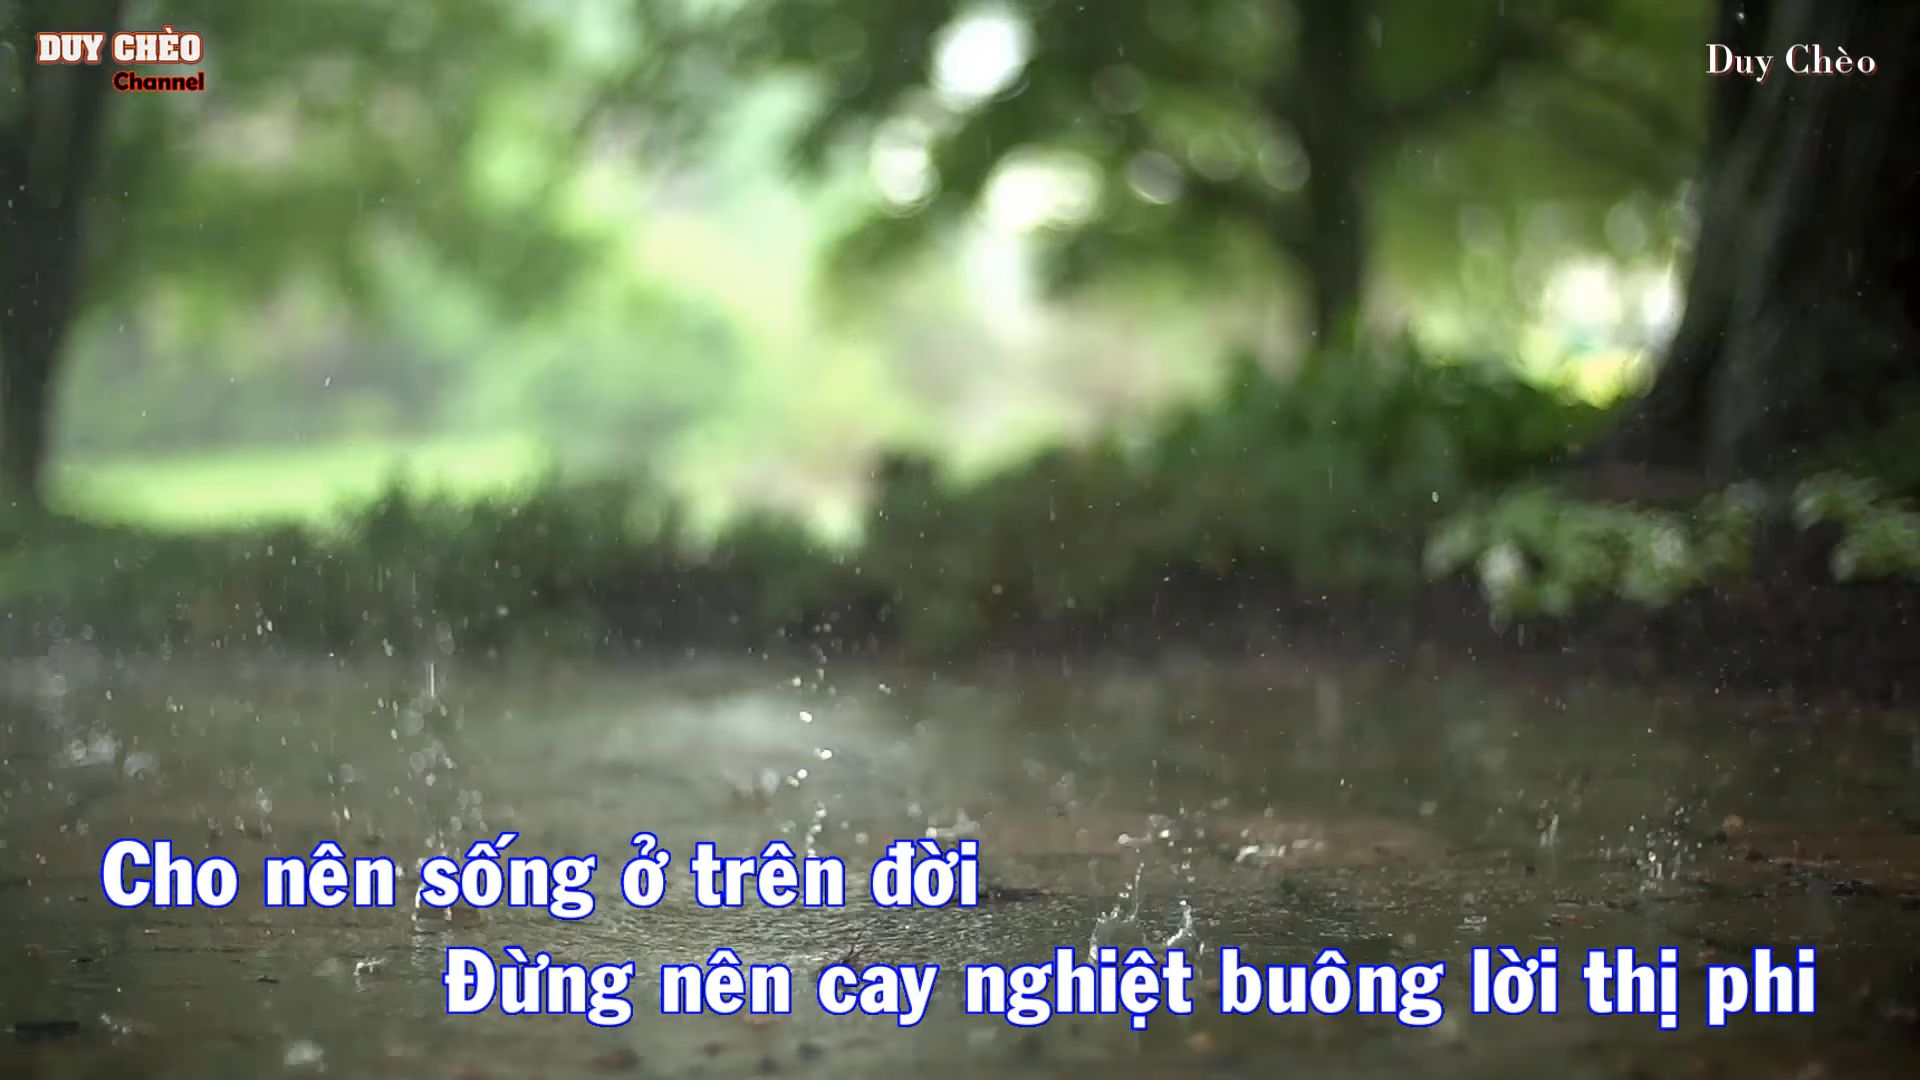 DUY CHÈO
Channel
Duy Chèo
Cho nên sống ở trên đời
Đừng nên cay nghiệt buông lời thị phi